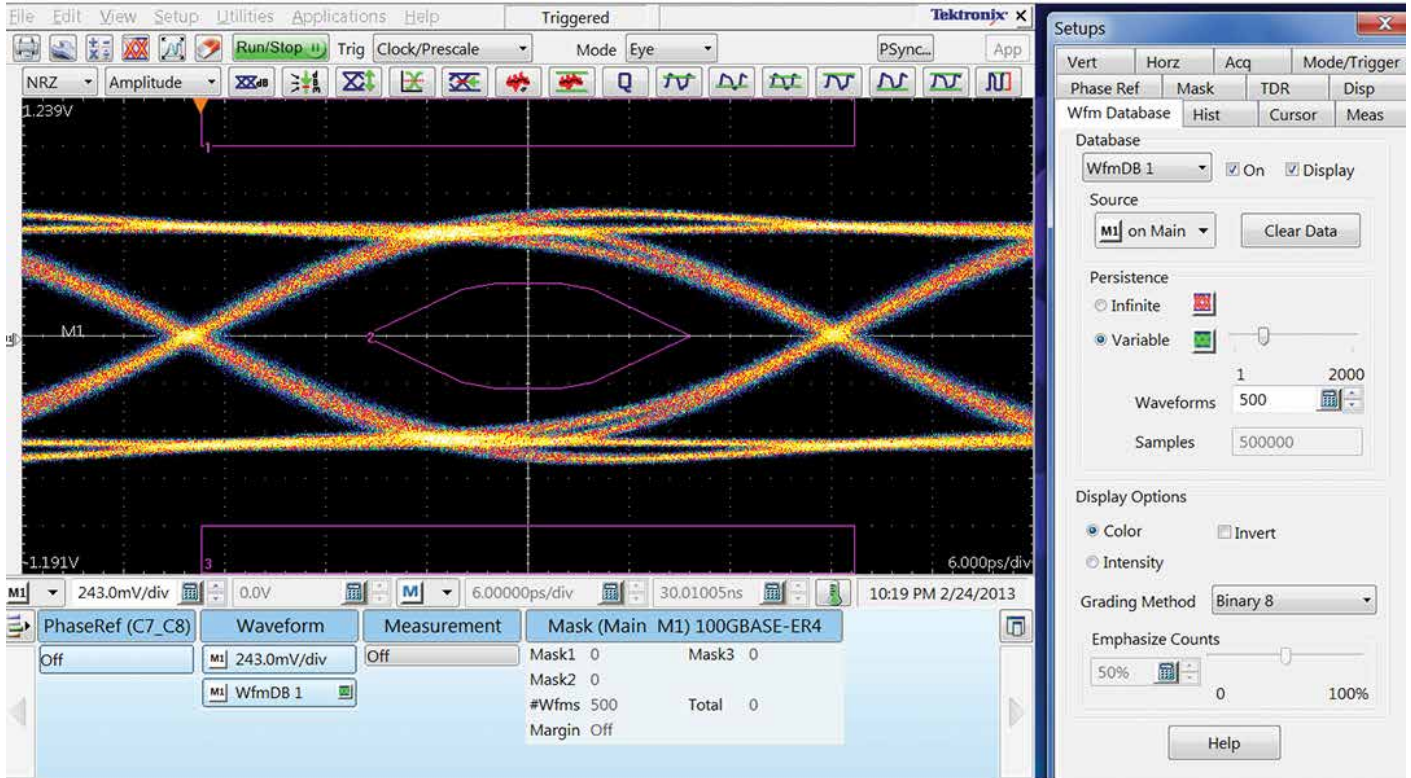 File Edit View Setup Utilities Applications Help Triggered Tektronix X
Run/Stop Trig Clock/Prescale Mode Eye PSync... App
NRZ Amplitude dB Q
1.239V
1
M1
2
-1.191V
3
6.000ps/div
M1 243.0mV/div 0.0V M 6.00000ps/div 30.01005ns 10:19 PM 2/24/2013
PhaseRef (C7_C8) Waveform Measurement Mask (Main M1) 100GBASE-ER4
Off M1 243.0mV/div Off Mask1 0 Mask3 0
M1 WfmDB 1 Mask2 0
#Wfms 500 Total 0
Margin Off
Setups
Vert Horz Acq Mode/Trigger
Phase Ref Mask TDR Disp
Wfm Database Hist Cursor Meas
Database
WfmDB 1 On Display
Source
M1 on Main Clear Data
Persistence
Infinite
Variable
1 2000
Waveforms 500
Samples 500000
Display Options
Color Invert
Intensity
Grading Method Binary 8
Emphasize Counts
50%
0 100%
Help